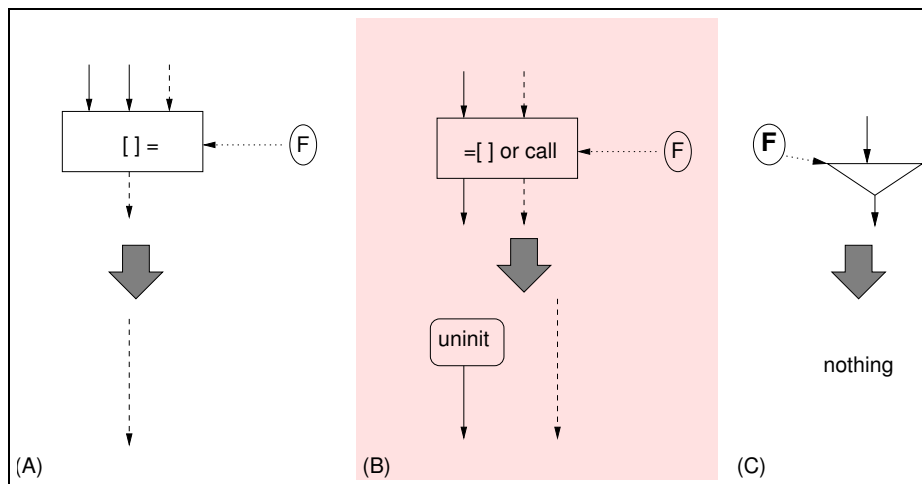 [ ] =
F
(A)
=[ ] or call
F
uninit
(B)
F
nothing
(C)